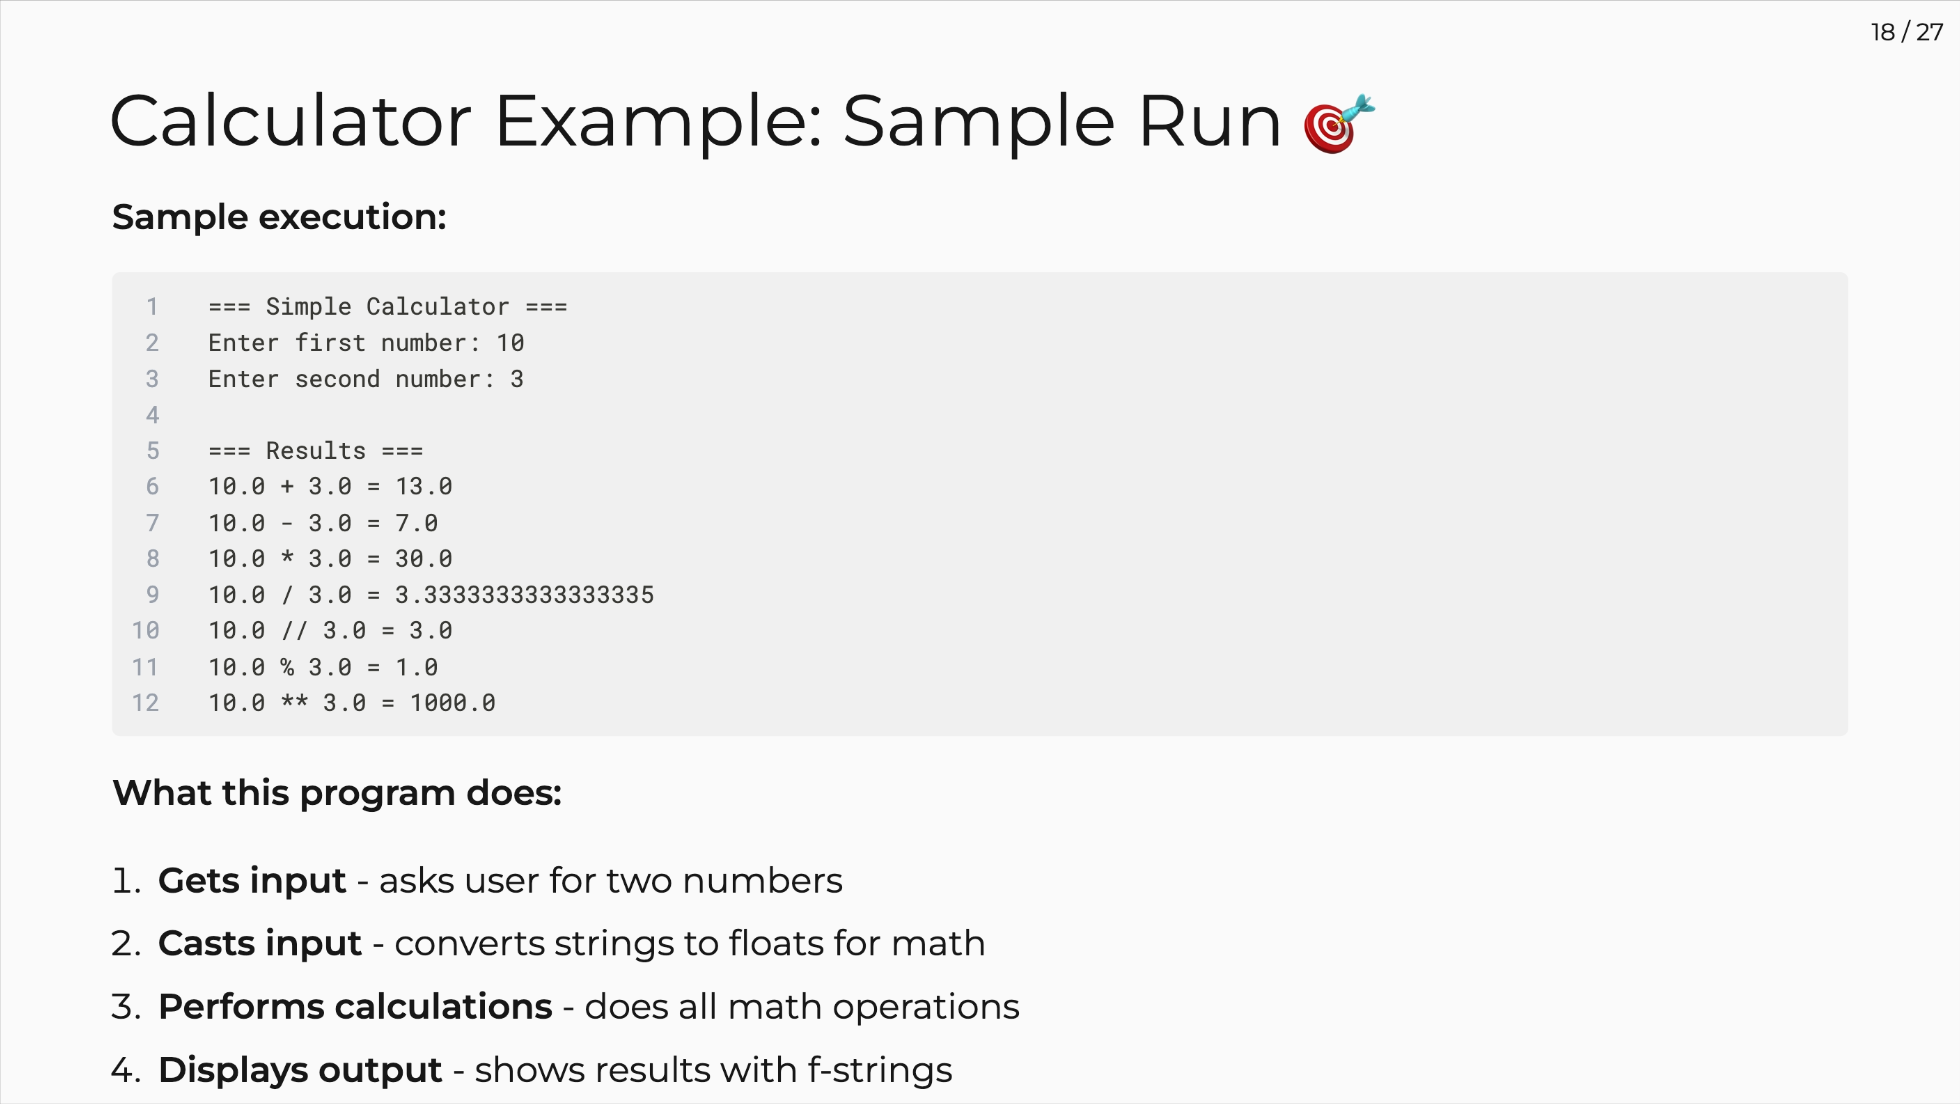 18 / 27
Calculator Example: Sample Run 🎯
Sample execution:
1 === Simple Calculator ===
2 Enter first number: 10
3 Enter second number: 3
4
5 === Results ===
6 10.0 + 3.0 = 13.0
7 10.0 - 3.0 = 7.0
8 10.0 * 3.0 = 30.0
9 10.0 / 3.0 = 3.3333333333333335
10 10.0 // 3.0 = 3.0
11 10.0 % 3.0 = 1.0
12 10.0 ** 3.0 = 1000.0
What this program does:
1. Gets input - asks user for two numbers
2. Casts input - converts strings to floats for math
3. Performs calculations - does all math operations
4. Displays output - shows results with f-strings